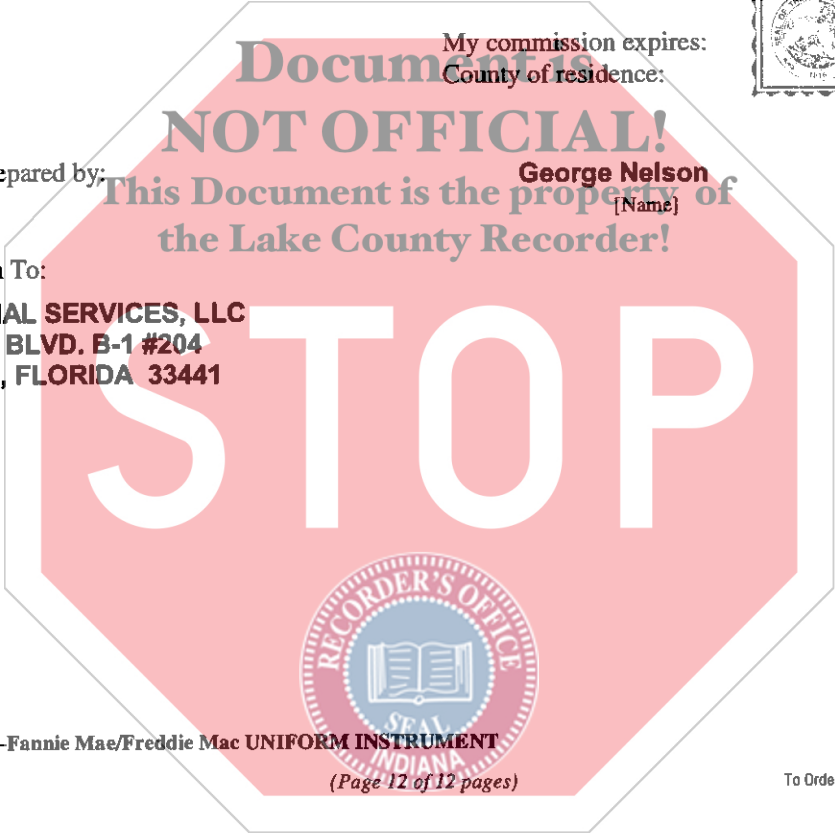 My commission expires:
Document is
County of residence:
NOT OFFICIAL!
epared by:
George Nelson
This Document is the property of
[Name]
the Lake County Recorder!
To:
AL SERVICES, LLC
BLVD. B-1 #204
, FLORIDA 33441
STOP
RECORDER'S OFFICE
SEAL
INDIANA
-Fannie Mae/Freddie Mac UNIFORM INSTRUMENT
(Page 12 of 12 pages)
To Orde